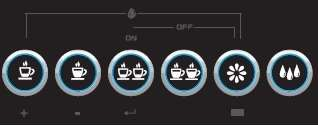 OFF
ON
+ - ↵